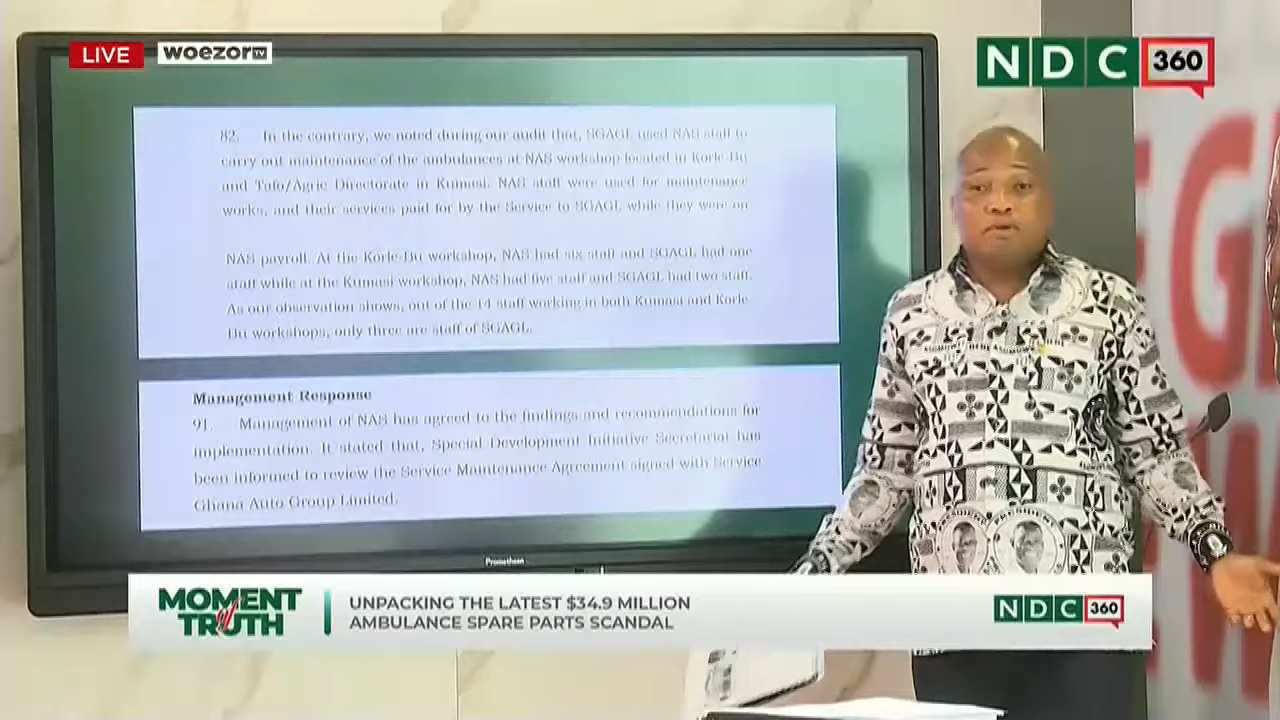 LIVE
woezor TV
NDC 360
82. In the contrary, we noted during our audit that, SGAGL used NAS staff to
carry out maintenance of the ambulances at NAS workshop located in Korle-Bu
and Tafo/Agric Directorate in Kumasi. NAS staff were used for maintenance
works, and their services paid for by the Service to SGAGL while they were on
NAS payroll. At the Korle-Bu workshop, NAS had six staff and SGAGL had one
staff while at the Kumasi workshop, NAS had five staff and SGAGL had two staff.
As our observation shows, out of the 14 staff working in both Kumasi and Korle
Bu workshops, only three are staff of SGAGL.
Management Response
91. Management of NAS has agreed to the findings and recommendations for
implementation. It stated that, Special Development Initiative Secretariat has
been informed to review the Service Maintenance Agreement signed with Service
Ghana Auto Group Limited.
Promethean
MOMENT
of
TRUTH
UNPACKING THE LATEST $34.9 MILLION
AMBULANCE SPARE PARTS SCANDAL
NDC 360